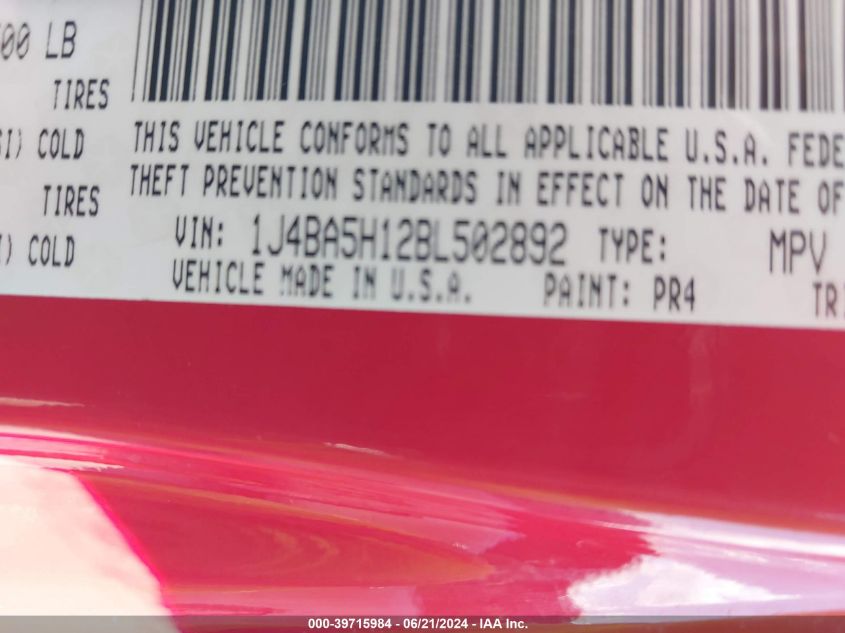 00 LB
TIRES
THIS VEHICLE CONFORMS TO ALL APPLICABLE U.S.A. FEDE
SI) COLD
THEFT PREVENTION STANDARDS IN EFFECT ON THE DATE OF
TIRES
VIN: 1J4BA5H12BL502892 TYPE: MPV
I) COLD
VEHICLE MADE IN U.S.A. PAINT: PR4 TRI
000-39715984 - 06/21/2024 - IAA Inc.